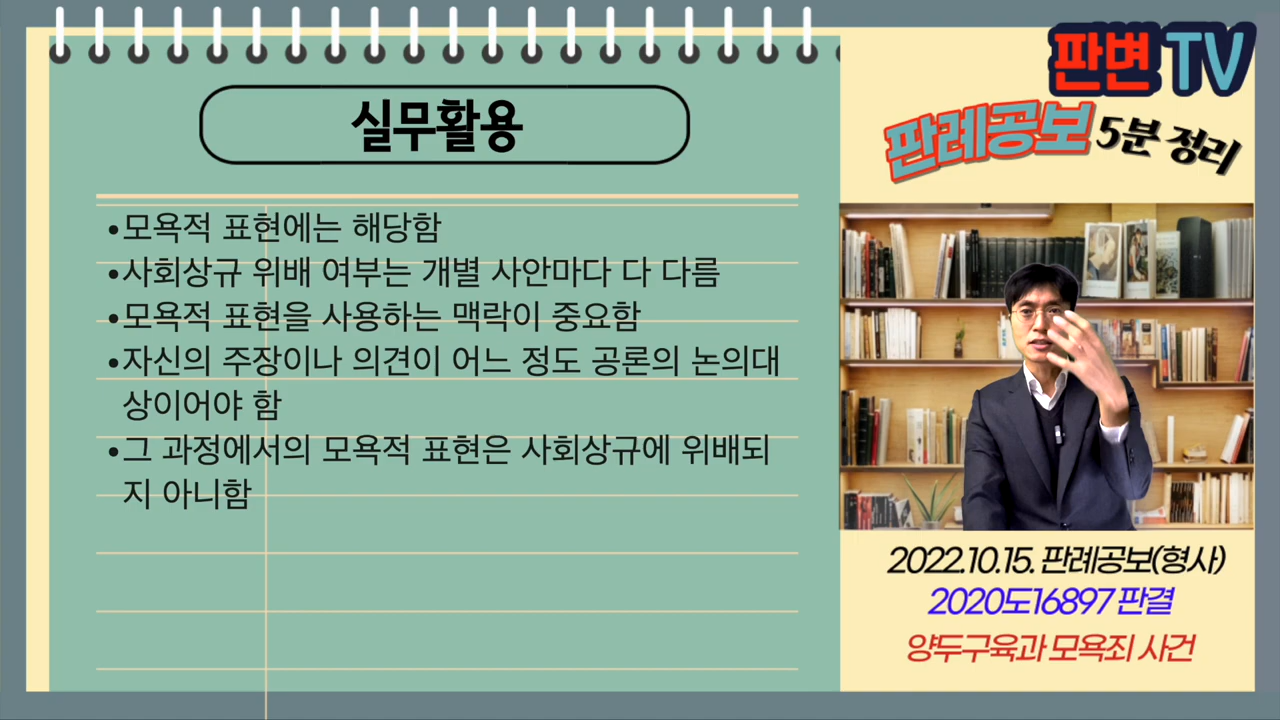 실무활용
•모욕적 표현에는 해당함
•사회상규 위배 여부는 개별 사안마다 다 다름
•모욕적 표현을 사용하는 맥락이 중요함
•자신의 주장이나 의견이 어느 정도 공론의 논의대
상이어야 함
•그 과정에서의 모욕적 표현은 사회상규에 위배되
지 아니함
판변 TV
판례공보 5분 정리
2022.10.15. 판례공보(형사)
2020도16897 판결
양두구육과 모욕죄 사건